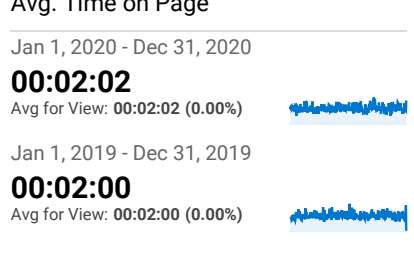 Avg. Time on Page
Jan 1, 2020 - Dec 31, 2020
00:02:02
Avg for View: 00:02:02 (0.00%)
Jan 1, 2019 - Dec 31, 2019
00:02:00
Avg for View: 00:02:00 (0.00%)